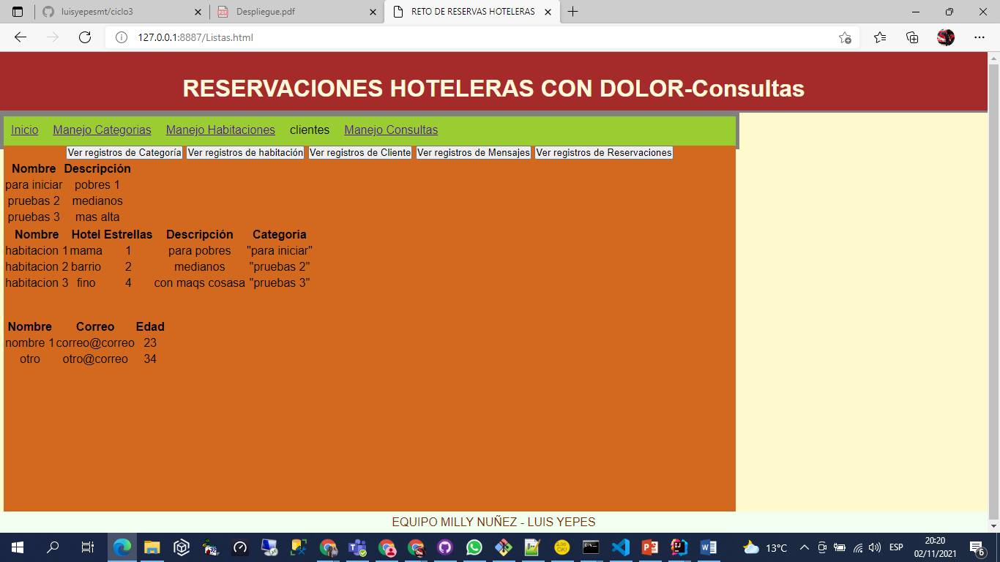 luisyepesmt/ciclo3
Despliegue.pdf
RETO DE RESERVAS HOTELERAS
127.0.0.1:8887/Listas.html
RESERVACIONES HOTELERAS CON DOLOR-Consultas
Inicio Manejo Categorias Manejo Habitaciones clientes Manejo Consultas
Ver registros de Categoría Ver registros de habitación Ver registros de Cliente Ver registros de Mensajes Ver registros de Reservaciones
Nombre Descripción
para iniciar pobres 1
pruebas 2 medianos
pruebas 3 mas alta
Nombre Hotel Estrellas Descripción Categoría
habitacion 1 mama 1 para pobres "para iniciar"
habitacion 2 barrio 2 medianos "pruebas 2"
habitacion 3 fino 4 con maqs cosasa "pruebas 3"
Nombre Correo Edad
nombre 1 correo@correo 23
otro otro@correo 34
EQUIPO MILLY NUÑEZ - LUIS YEPES
13°C ESP 20:20
02/11/2021 6